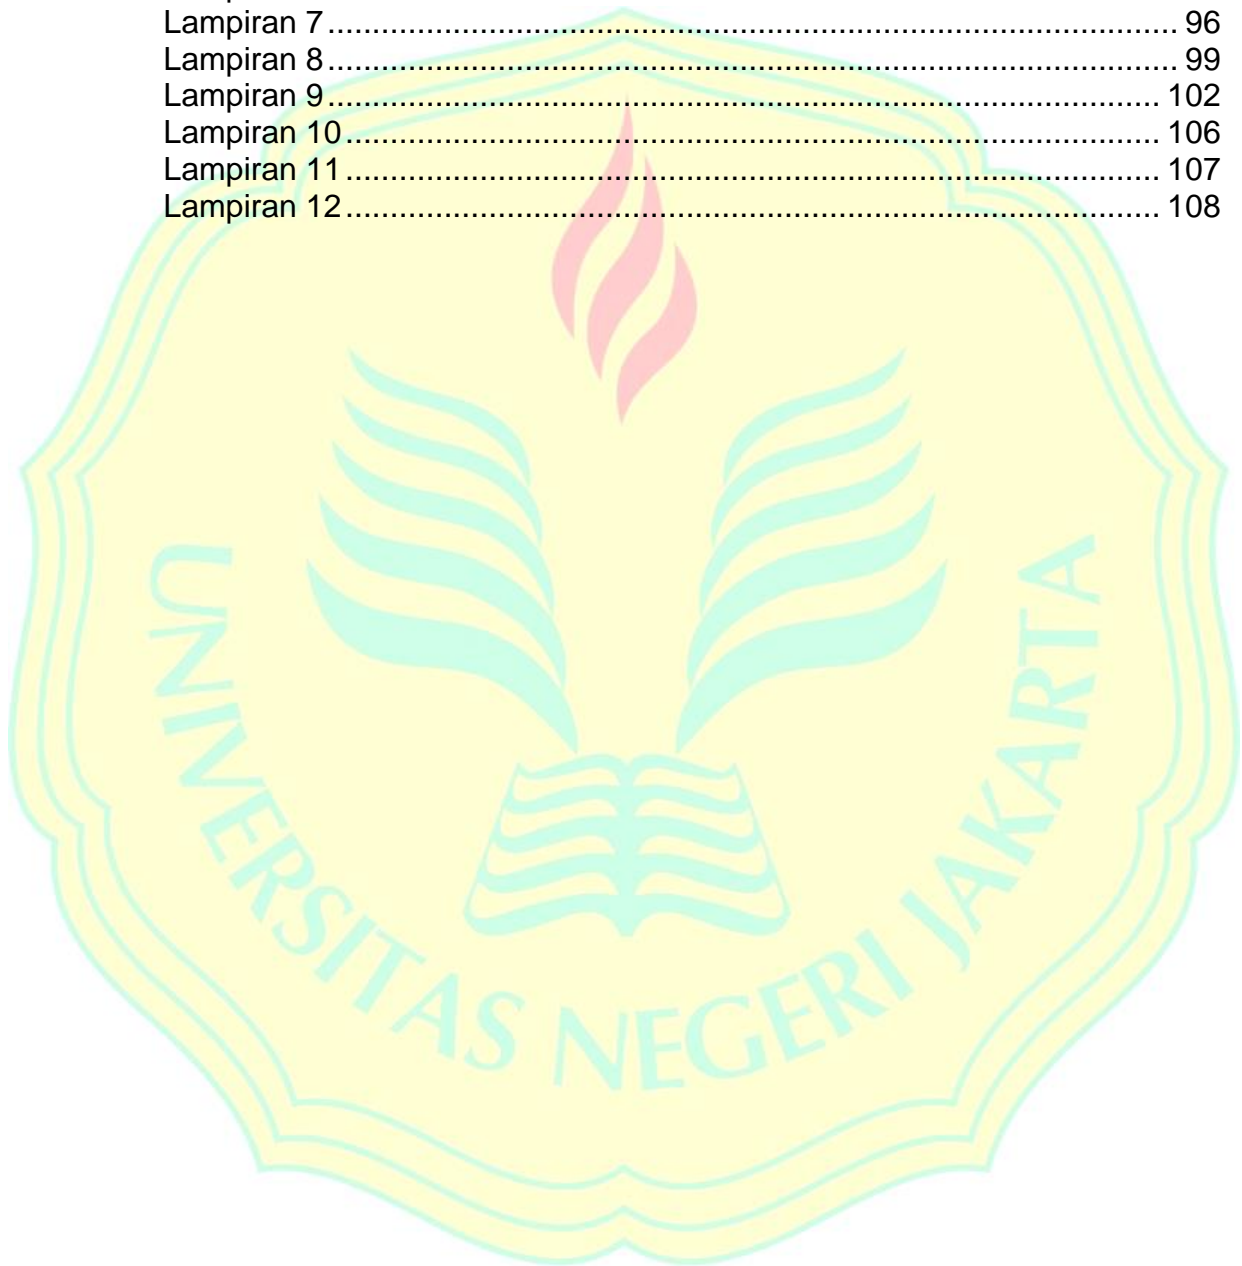 Lampiran 7 ........................................................................................................ 96
Lampiran 8 ........................................................................................................ 99
Lampiran 9 ...................................................................................................... 102
Lampiran 10 .................................................................................................... 106
Lampiran 11 .................................................................................................... 107
Lampiran 12 .................................................................................................... 108
UNIVERSITAS NEGERI JAKARTA